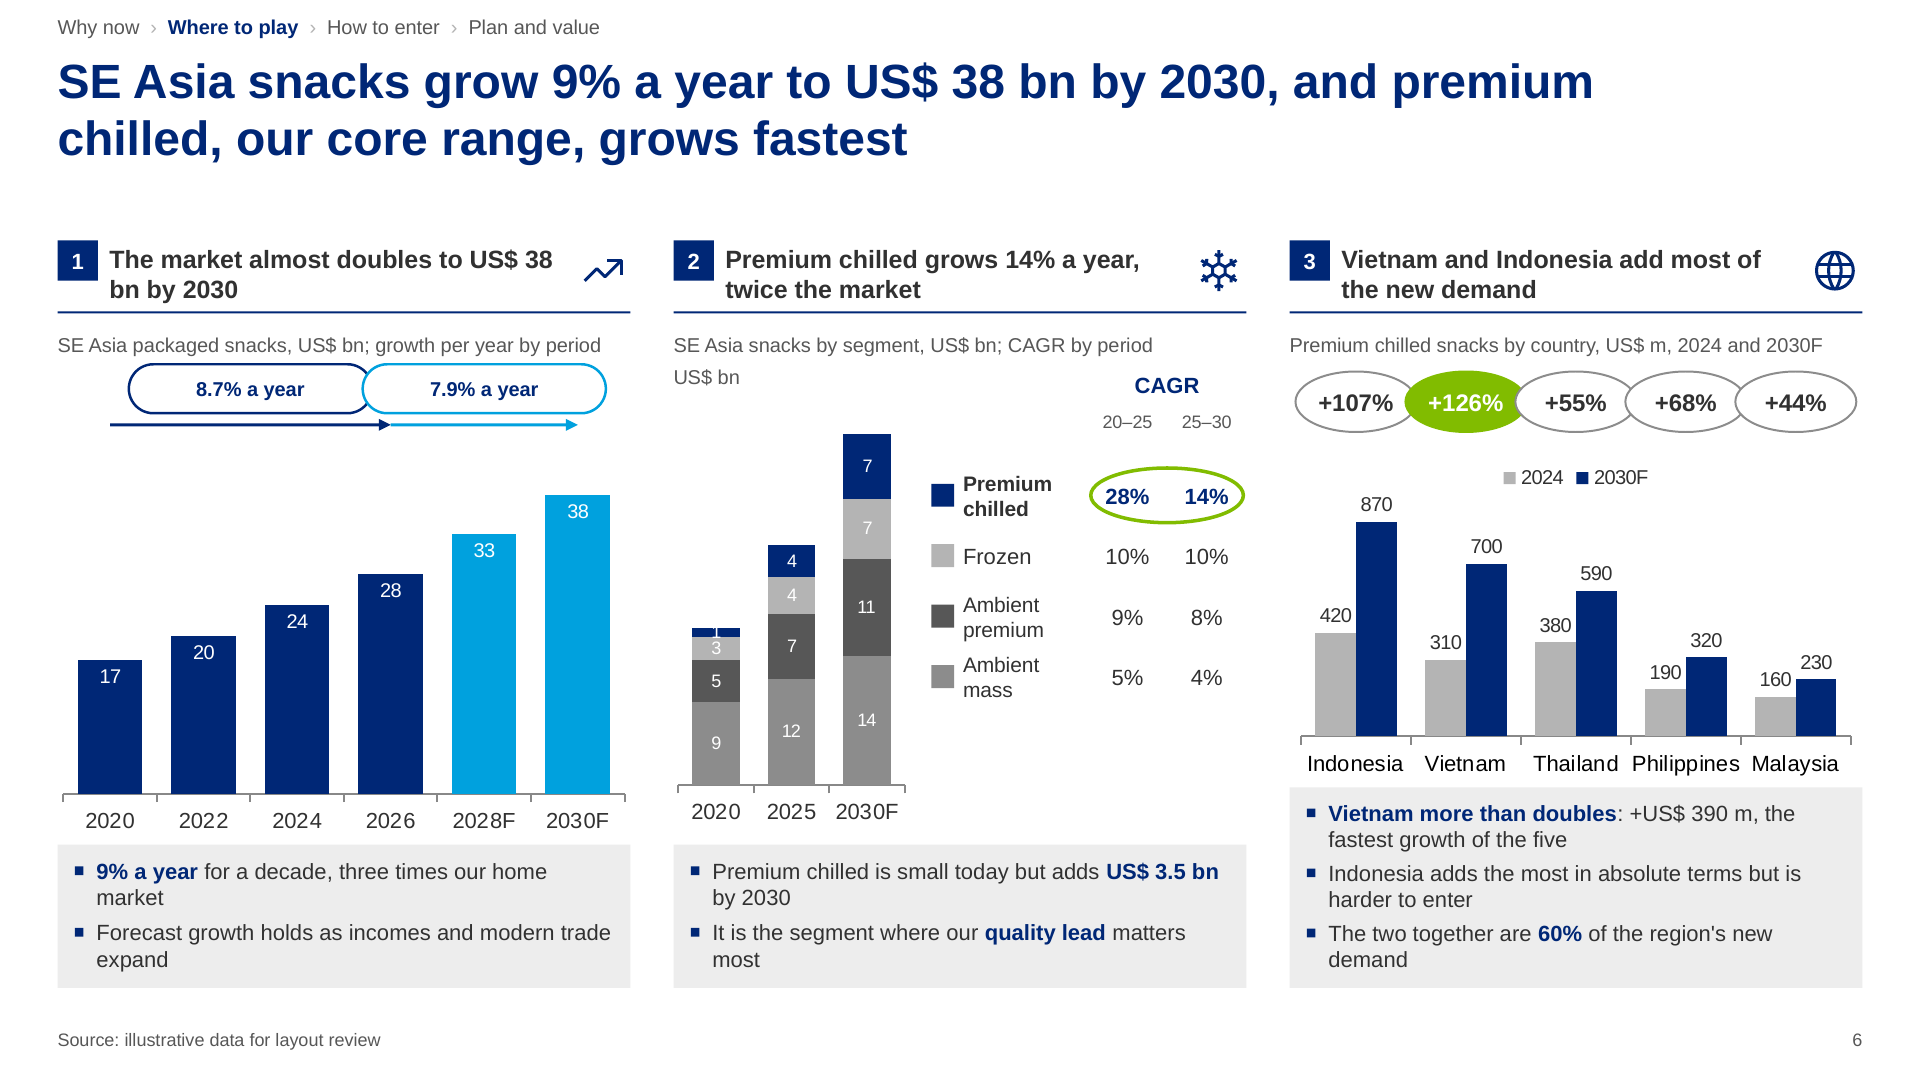 Why now › Where to play › How to enter › Plan and value
SE Asia snacks grow 9% a year to US$ 38 bn by 2030, and premium
chilled, our core range, grows fastest
1
The market almost doubles to US$ 38
bn by 2030
SE Asia packaged snacks, US$ bn; growth per year by period
8.7% a year 7.9% a year
17 20 24 28 33 38
2020 2022 2024 2026 2028F 2030F
9% a year for a decade, three times our home
market
Forecast growth holds as incomes and modern trade
expand
2
Premium chilled grows 14% a year,
twice the market
SE Asia snacks by segment, US$ bn; CAGR by period
US$ bn
1
3
5
9
4
4
7
12
7
7
11
14
2020 2025 2030F
CAGR
20–25 25–30
Premium
chilled
28% 14%
Frozen 10% 10%
Ambient
premium
9% 8%
Ambient
mass
5% 4%
Premium chilled is small today but adds US$ 3.5 bn
by 2030
It is the segment where our quality lead matters
most
3
Vietnam and Indonesia add most of
the new demand
Premium chilled snacks by country, US$ m, 2024 and 2030F
+107% +126% +55% +68% +44%
2024 2030F
420 870 310 700 380 590 190 320 160 230
Indonesia Vietnam Thailand Philippines Malaysia
Vietnam more than doubles: +US$ 390 m, the
fastest growth of the five
Indonesia adds the most in absolute terms but is
harder to enter
The two together are 60% of the region's new
demand
Source: illustrative data for layout review
6